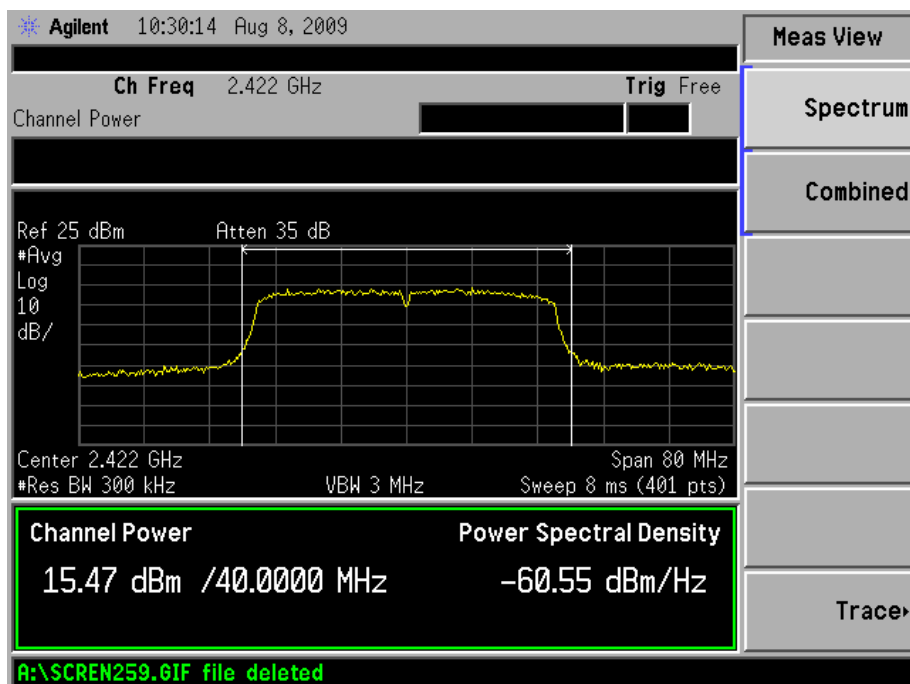 Agilent 10:30:14 Aug 8, 2009
Meas View
Ch Freq 2.422 GHz Trig Free
Channel Power
Spectrum
Combined
Ref 25 dBm Atten 35 dB
#Avg
Log
10
dB/
Center 2.422 GHz Span 80 MHz
#Res BW 300 kHz VBW 3 MHz Sweep 8 ms (401 pts)
Channel Power Power Spectral Density
15.47 dBm /40.0000 MHz -60.55 dBm/Hz
Trace
A:\SCREN259.GIF file deleted